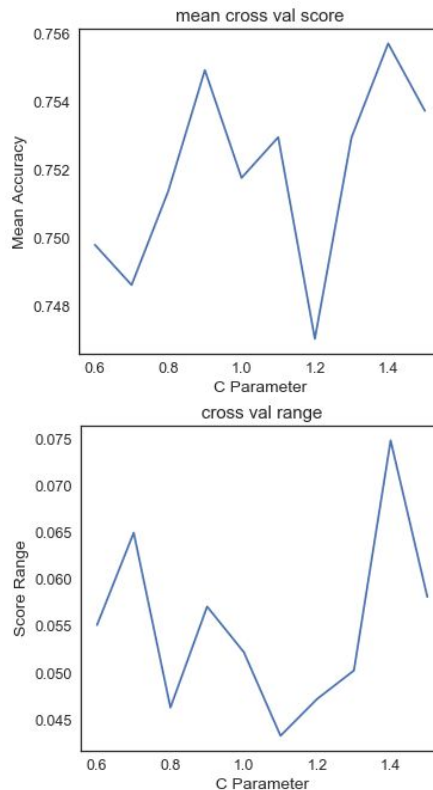 mean cross val score
0.756
0.754
0.752
0.750
0.748
Mean Accuracy
0.6 0.8 1.0 1.2 1.4
C Parameter
cross val range
0.075
0.070
0.065
0.060
0.055
0.050
0.045
Score Range
0.6 0.8 1.0 1.2 1.4
C Parameter